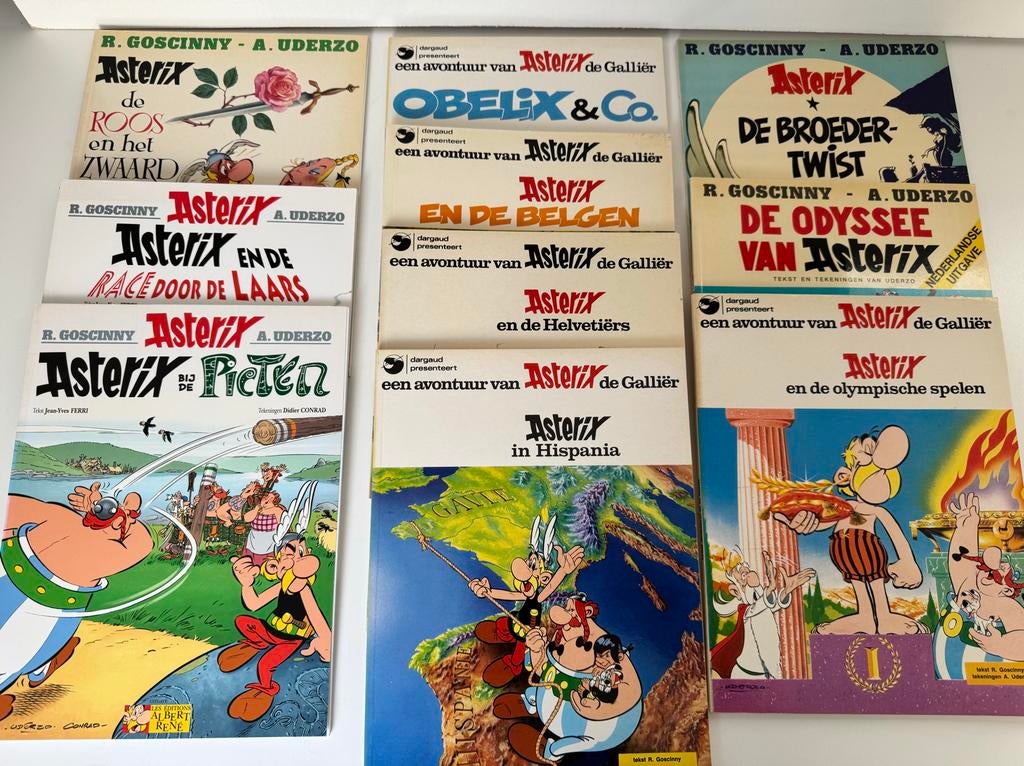 R. GOSCINNY - A. UDERZO
Asterix
de
ROOS
en het
ZWAARD
R. GOSCINNY Asterix A. UDERZO
Asterix EN DE
RACE DOOR DE LAARS
R. GOSCINNY Asterix A. UDERZO
Asterix BIJ DE PICTEN
Tekst Jean-Yves FERRI Tekeningen Didier CONRAD
UDERZO CONRAD
LES EDITIONS
ALBERT
RENÉ
dargaud
presenteert
een avontuur van Asterix de Galliër
OBELIX & Co.
dargaud
presenteert
een avontuur van Asterix de Galliër
Asterix
EN DE BELGEN
dargaud
presenteert
een avontuur van Asterix de Galliër
Asterix
en de Helvetiërs
dargaud
presenteert
een avontuur van Asterix de Galliër
Asterix
in Hispania
GAULE
tekst R. Goscinny
R. GOSCINNY - A. UDERZO
Asterix
DE BROEDER-
TWIST
R. GOSCINNY - A. UDERZO
DE ODYSSEE
VAN Asterix
TEKST EN TEKENINGEN VAN UDERZO
NEDERLANDSE
UITGAVE
dargaud
presenteert
een avontuur van Asterix de Galliër
Asterix
en de olympische spelen
I
UDERZO
tekst R. Goscinny
tekeningen A. Uder